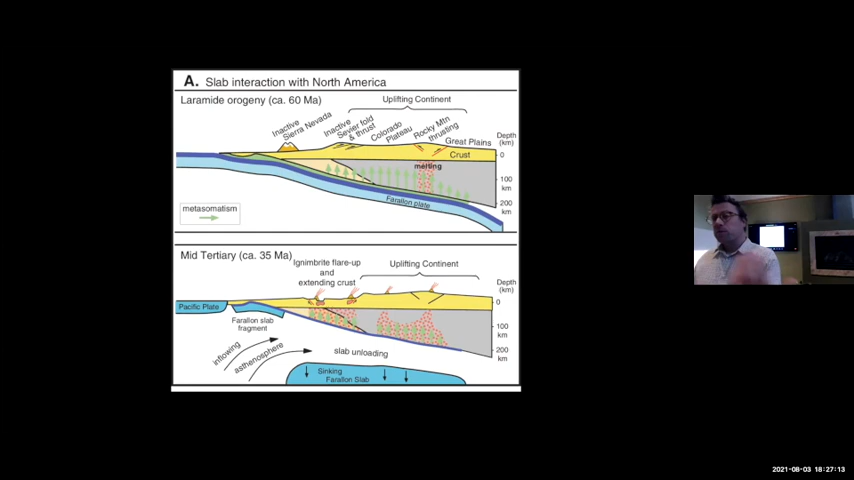 A. Slab interaction with North America
Laramide orogeny (ca. 60 Ma)
Uplifting Continent
Inactive
Sierra Nevada
Inactive
Sevier fold
& thrust
Colorado
Plateau
Rocky Mtn
thrusting
Great Plains
Depth
(km)
0
Crust
melting
100
km
200
km
metasomatism
Farallon plate
Mid Tertiary (ca. 35 Ma)
Ignimbrite flare-up
and
extending crust
Uplifting Continent
Depth
(km)
0
Pacific Plate
Farallon slab
fragment
100
km
200
km
inflowing
asthenosphere
slab unloading
Sinking
Farallon Slab
2021-08-03 18:27:13